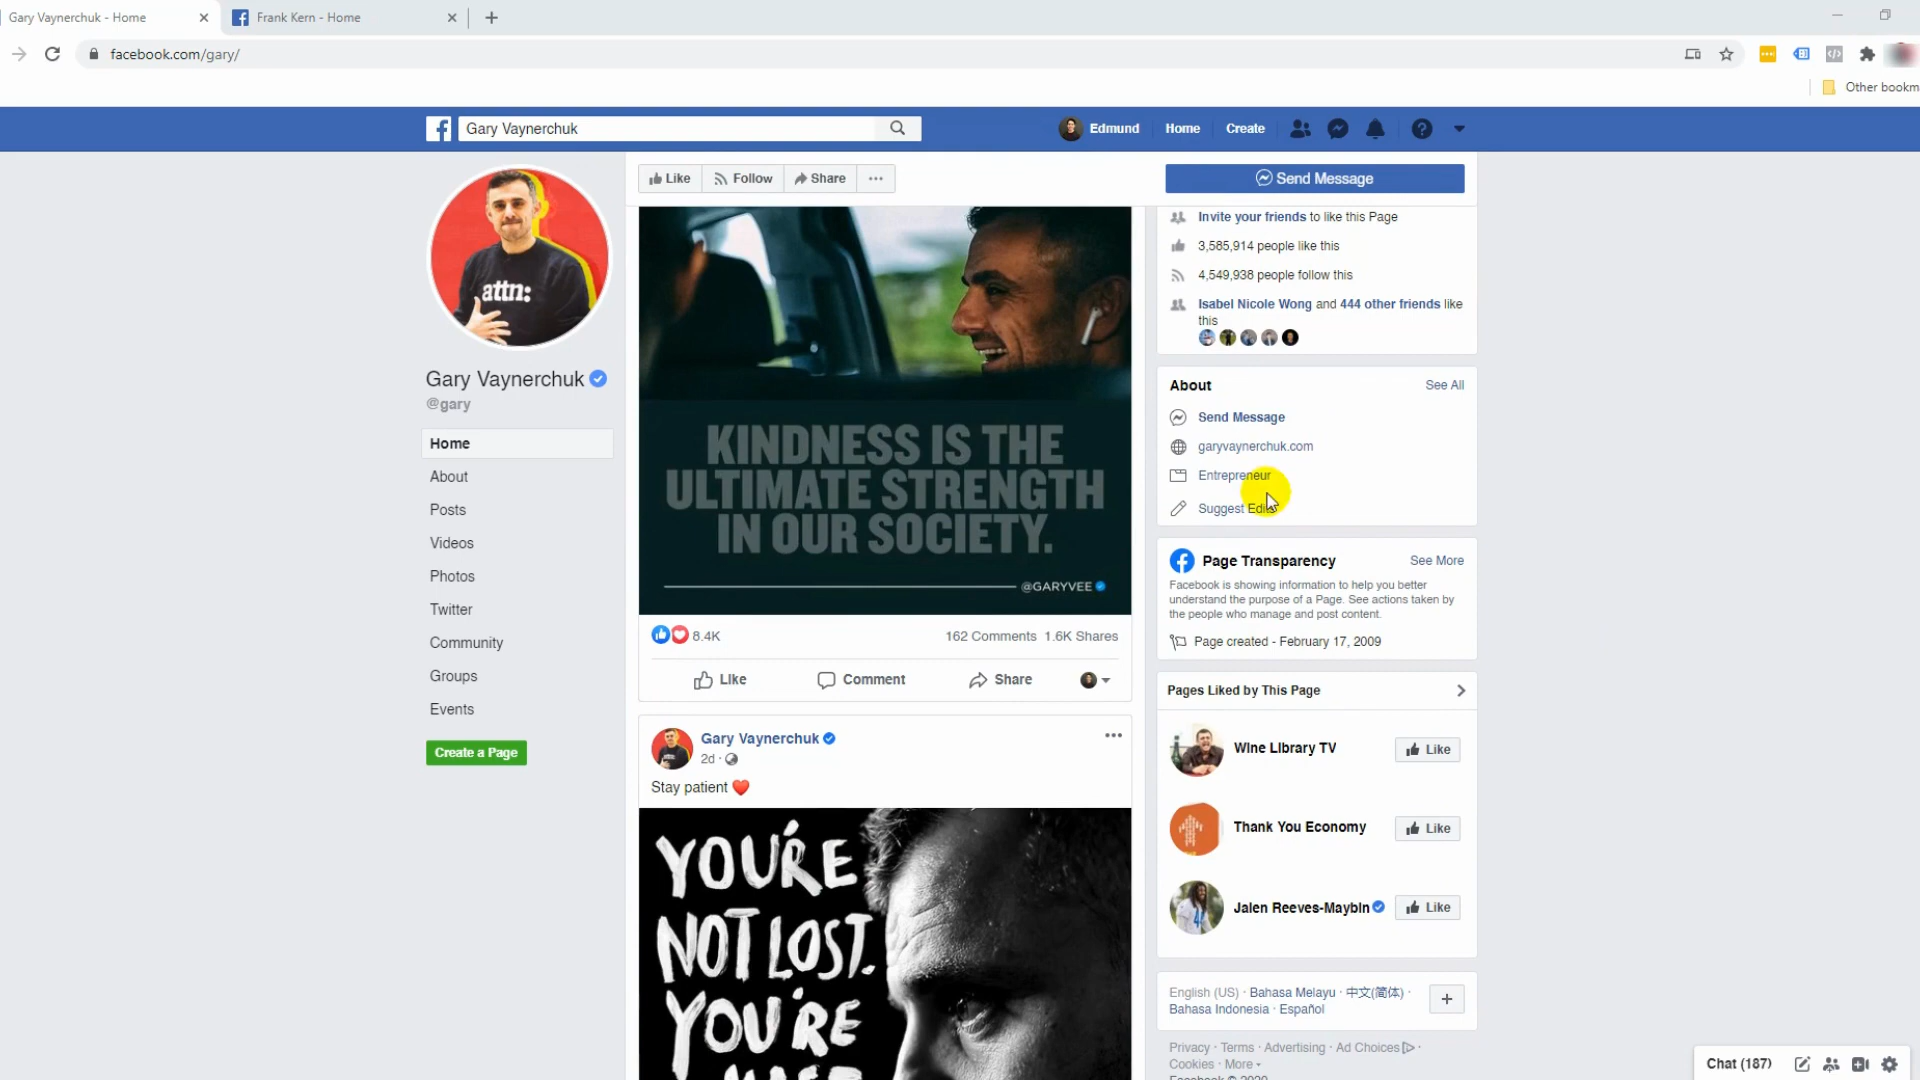 Gary Vaynerchuk - Home
Frank Kern - Home
facebook.com/gary/
Other bookm
Gary Vaynerchuk
Edmund
Home
Create
Like
Follow
Share
Send Message
attn:
Gary Vaynerchuk
@gary
Home
About
Posts
Videos
Photos
Twitter
Community
Groups
Events
Create a Page
KINDNESS IS THE
ULTIMATE STRENGTH
IN OUR SOCIETY.
@GARYVEE
8.4K
162 Comments 1.6K Shares
Like
Comment
Share
Gary Vaynerchuk
2d ·
Stay patient
YOU'RE
NOT LOST.
YOU'RE
Invite your friends to like this Page
3,585,914 people like this
4,549,938 people follow this
Isabel Nicole Wong and 444 other friends like
this
About
See All
Send Message
garyvaynerchuk.com
Entrepreneur
Suggest Edits
Page Transparency
See More
Facebook is showing information to help you better
understand the purpose of a Page. See actions taken by
the people who manage and post content.
Page created - February 17, 2009
Pages Liked by This Page
Wine Library TV
Like
Thank You Economy
Like
Jalen Reeves-Maybin
Like
English (US) · Bahasa Melayu · 中文(简体) ·
Bahasa Indonesia · Español
Privacy · Terms · Advertising · Ad Choices ·
Cookies · More
Facebook © 2020
Chat (187)